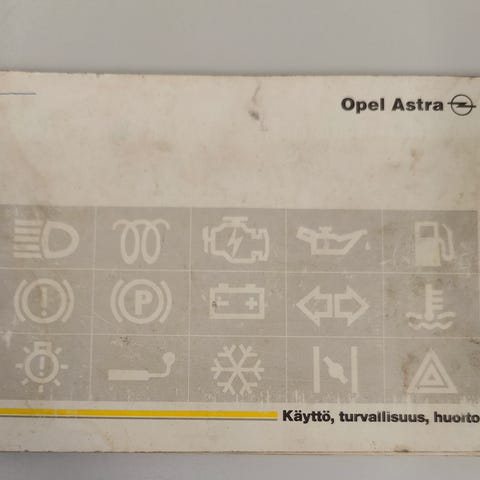 Opel Astra
P
Käyttö, turvallisuus, huolto